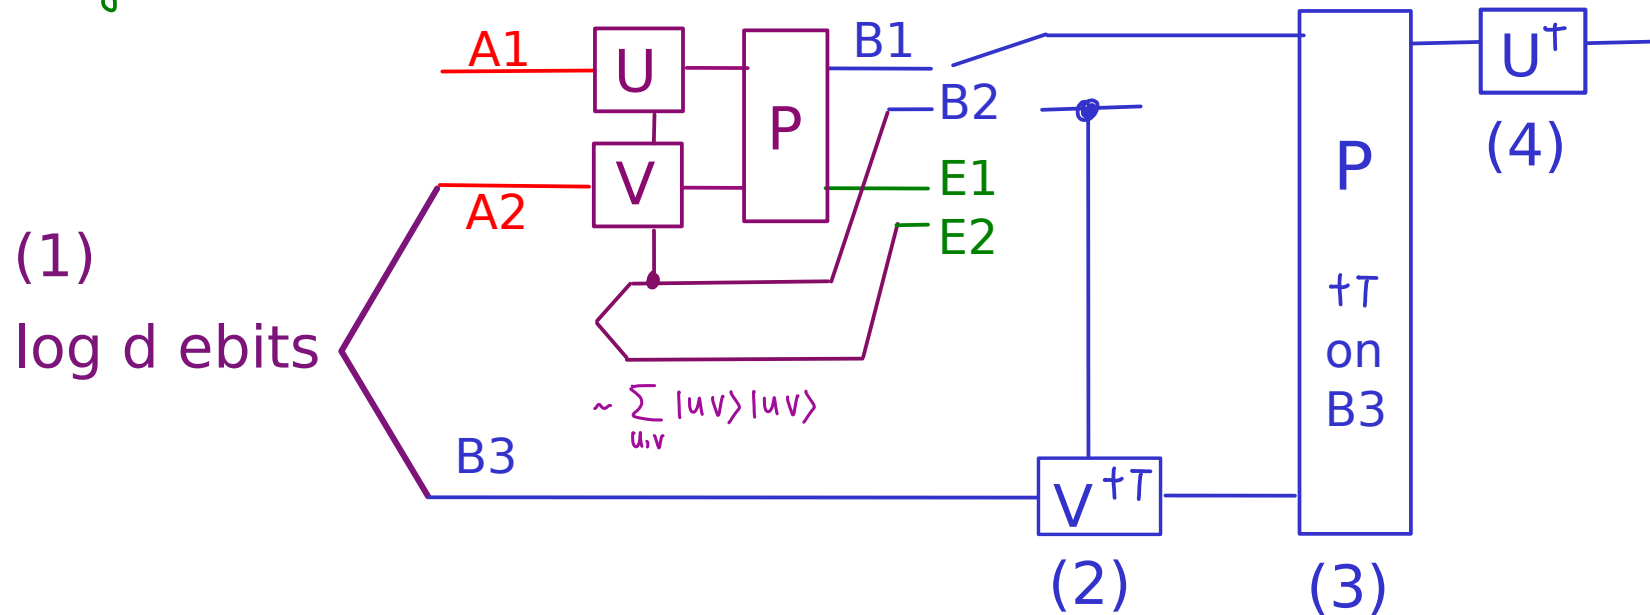 A1
U
P
B1
U†
B2
(4)
V
P
A2
E1
E2
(1)
†T
on
B3
log d ebits
~ Σ |uv⟩|uv⟩
u,v
B3
V†T
(2)
(3)